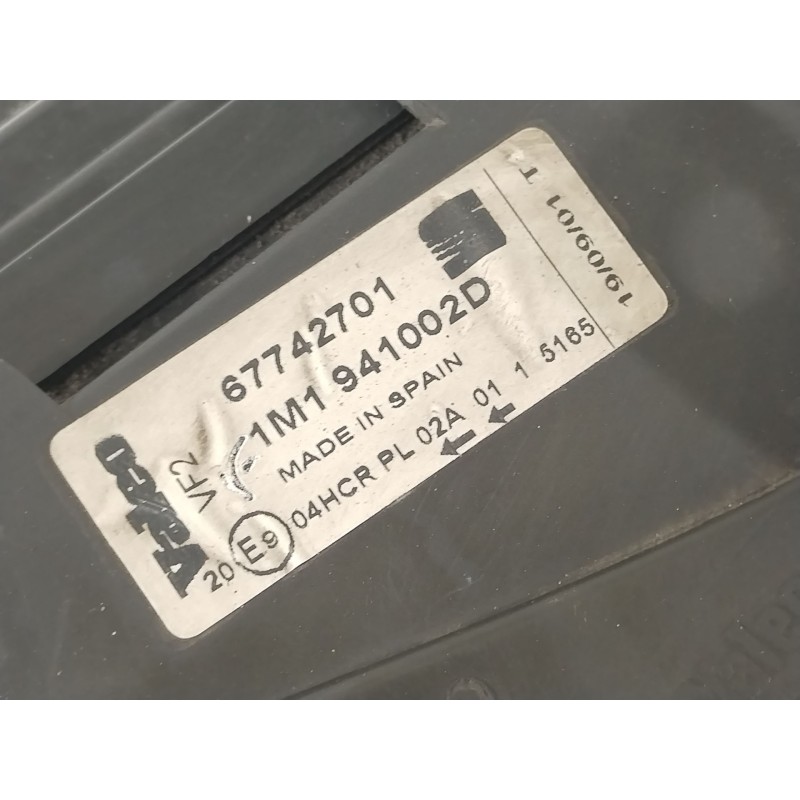 Valeo
VF2
67742701
1M1 941002D
MADE IN SPAIN
20 E9 04HCR PL 02A 01 1 5165
19/09/01 T